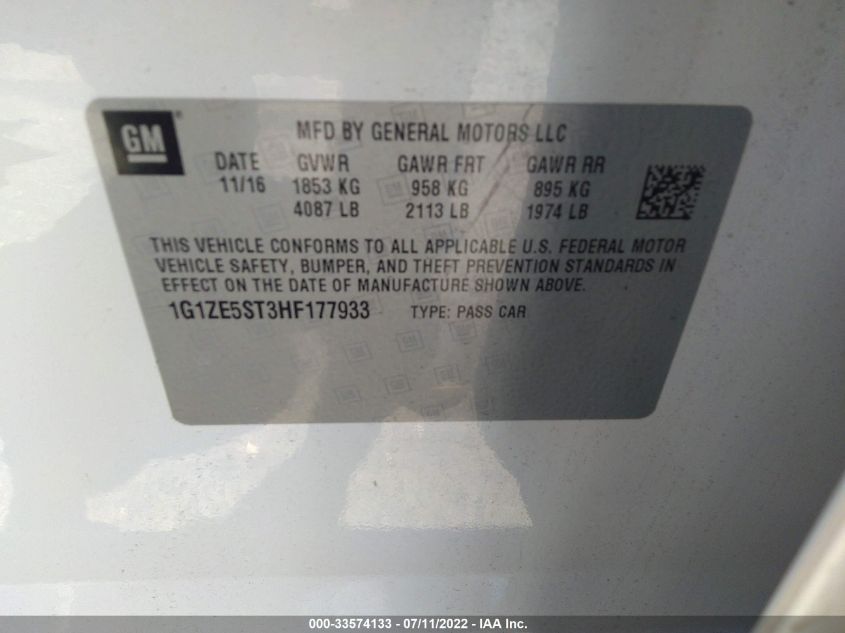 GM
®
MFD BY GENERAL MOTORS LLC
DATE GVWR GAWR FRT GAWR RR
11/16 1853 KG 958 KG 895 KG
4087 LB 2113 LB 1974 LB
THIS VEHICLE CONFORMS TO ALL APPLICABLE U.S. FEDERAL MOTOR
VEHICLE SAFETY, BUMPER, AND THEFT PREVENTION STANDARDS IN
EFFECT ON THE DATE OF MANUFACTURE SHOWN ABOVE.
1G1ZE5ST3HF177933 TYPE: PASS CAR
000-33574133 - 07/11/2022 - IAA Inc.